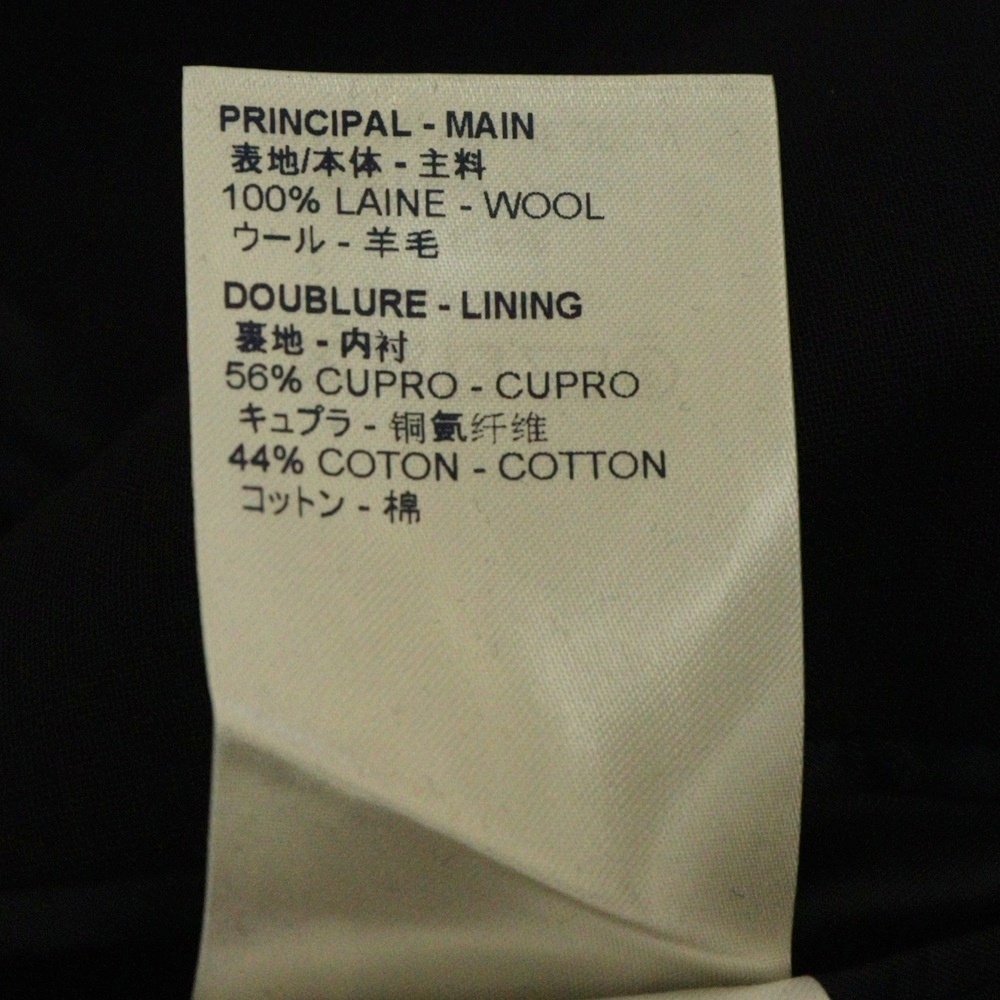 PRINCIPAL - MAIN
表地/本体 - 主料
100% LAINE - WOOL
ウール - 羊毛
DOUBLURE - LINING
裏地 - 内衬
56% CUPRO - CUPRO
キュプラ - 铜氨纤维
44% COTON - COTTON
コットン - 棉